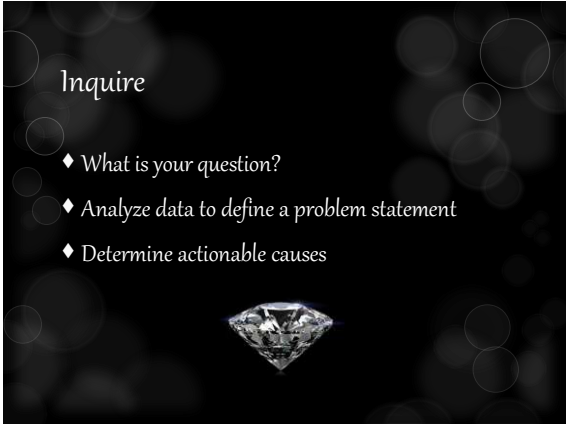 Inquire
What is your question?
Analyze data to define a problem statement
Determine actionable causes